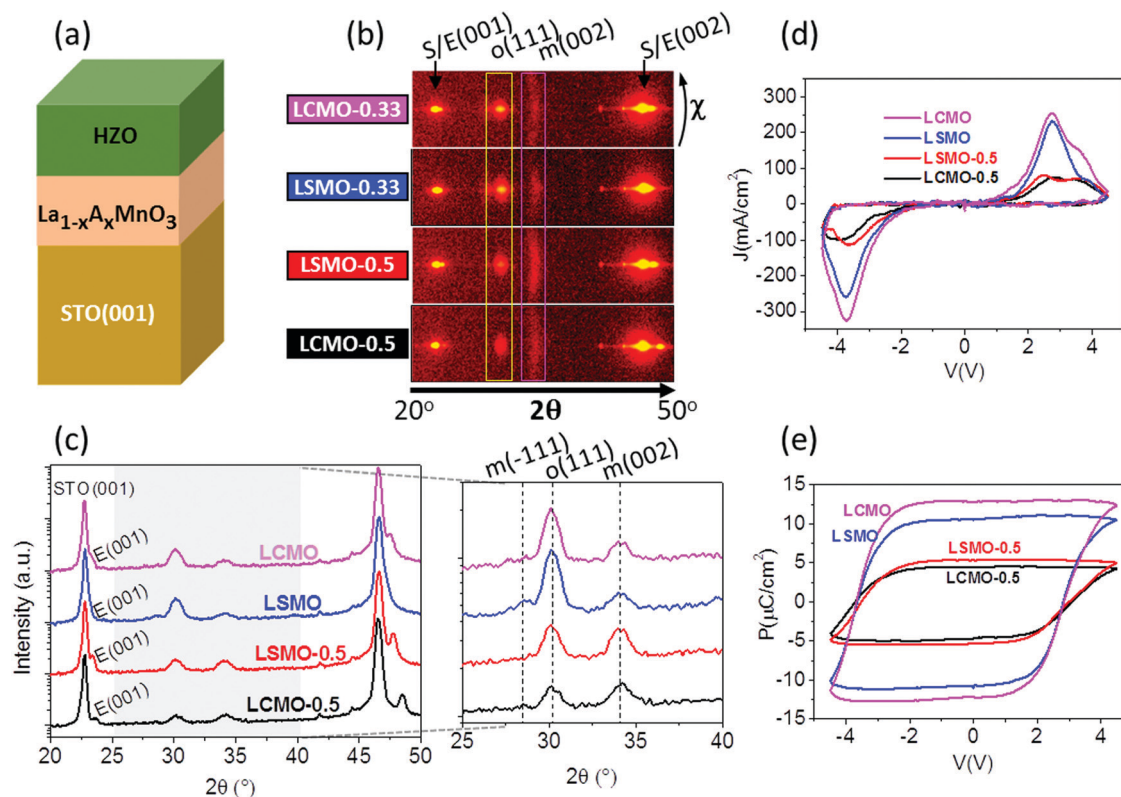 (a)
HZO
La1-xAxMnO3
STO(001)
(b)
S/E(001)
o(111)
m(002)
S/E(002)
LCMO-0.33
LSMO-0.33
LSMO-0.5
LCMO-0.5
χ
20°
2θ
50°
(c)
Intensity (a.u.)
STO(001)
E(001)
LCMO
E(001)
LSMO
E(001)
LSMO-0.5
E(001)
LCMO-0.5
20 25 30 35 40 45 50
2θ (°)
m(-111)
o(111)
m(002)
25 30 35 40
2θ (°)
(d)
J(mA/cm2)
300
200
100
0
-100
-200
-300
LCMO
LSMO
LSMO-0.5
LCMO-0.5
-4 -2 0 2 4
V(V)
(e)
P(μC/cm2)
15
10
5
0
-5
-10
-15
LCMO
LSMO
LSMO-0.5
LCMO-0.5
-4 -2 0 2 4
V(V)